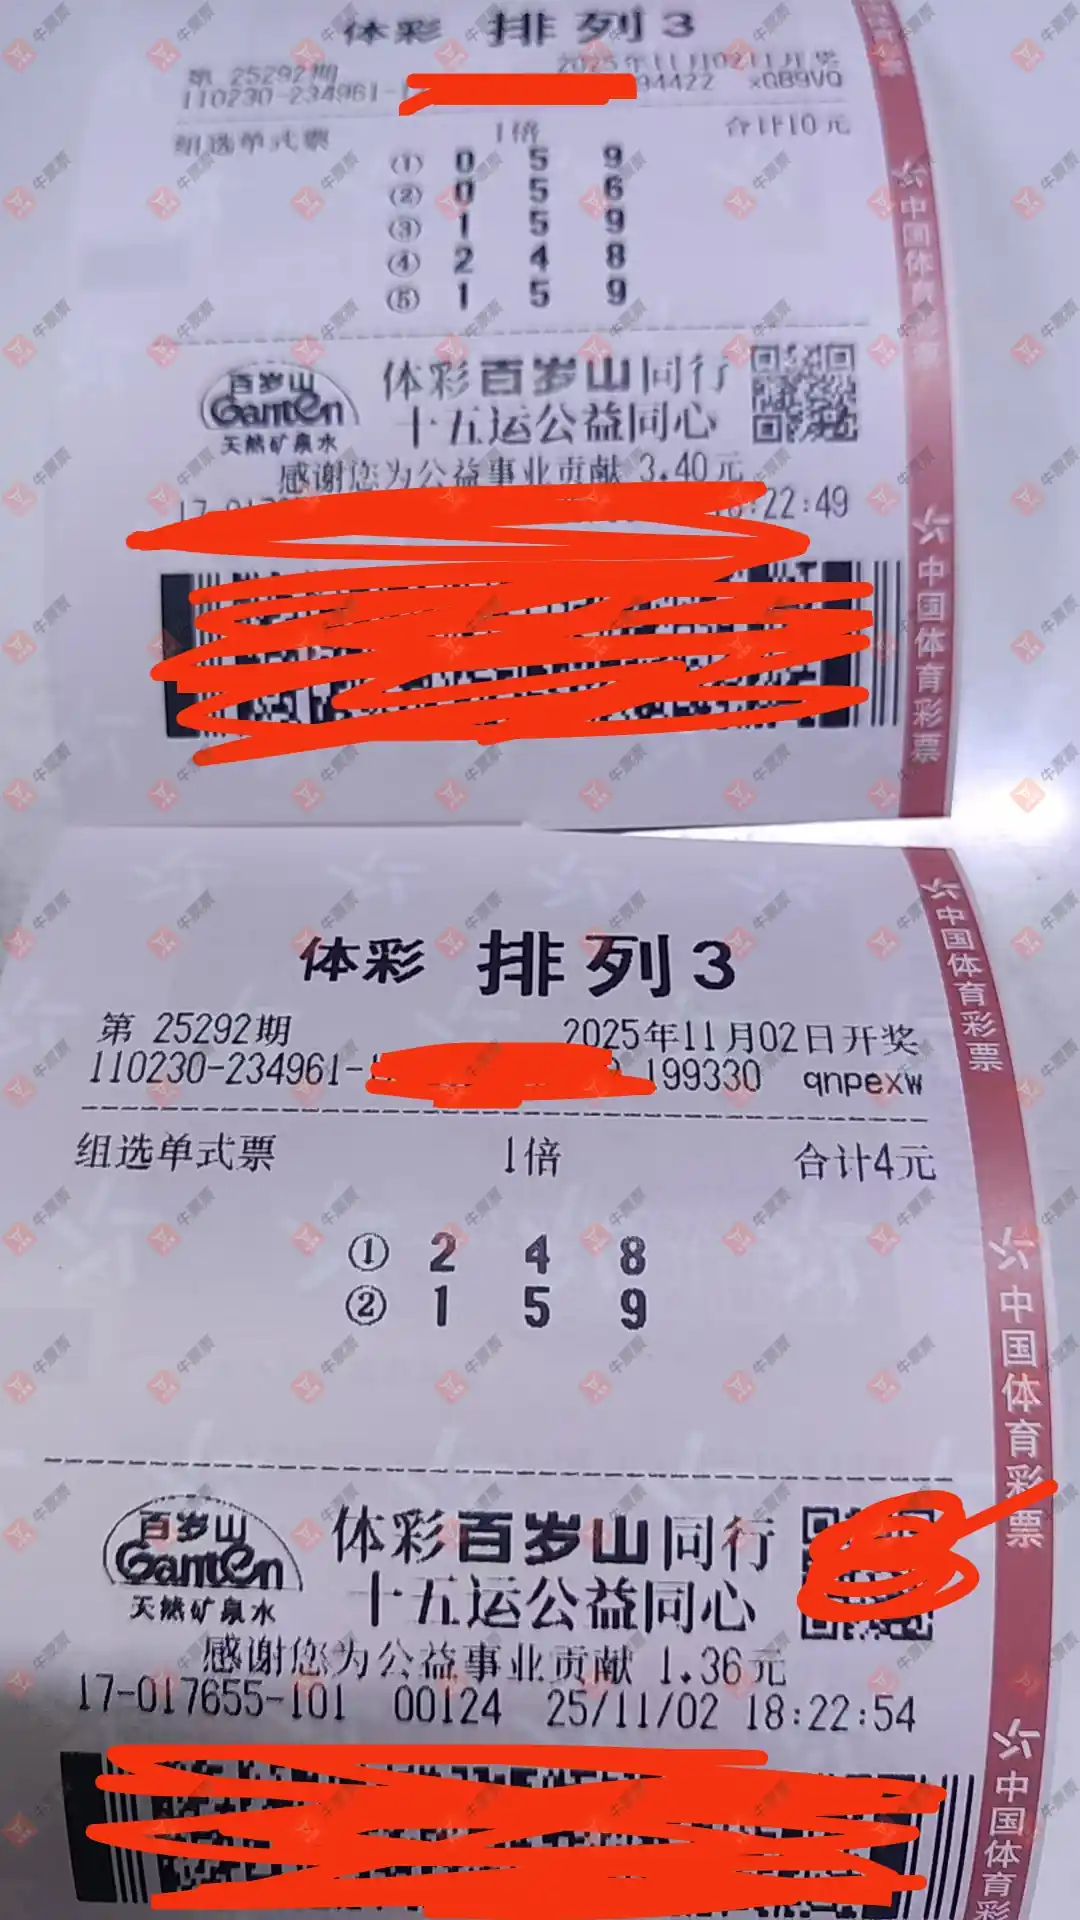 体彩 排列3
第 25292期 2025年11月02日开奖
110230-234961- 94422 xQB9VQ
组选单式票 1倍 合计10元
① 0 5 9
② 0 5 6
③ 1 5 9
④ 2 4 8
⑤ 1 5 9
百岁山 体彩百岁山同行
Ganten 十五运公益同心
天然矿泉水
感谢您为公益事业贡献 3.40元
:22:49
中国体育彩票
中国体育彩票
体彩 排列3
第 25292期 2025年11月02日开奖
110230-234961- 199330 qnpexw
组选单式票 1倍 合计4元
① 2 4 8
② 1 5 9
百岁山 体彩百岁山同行
Ganten 十五运公益同心
天然矿泉水
感谢您为公益事业贡献 1.36元
17-017655-101 00124 25/11/02 18:22:54
中国体育彩票
中国体育彩票
中国体育彩
牛票票